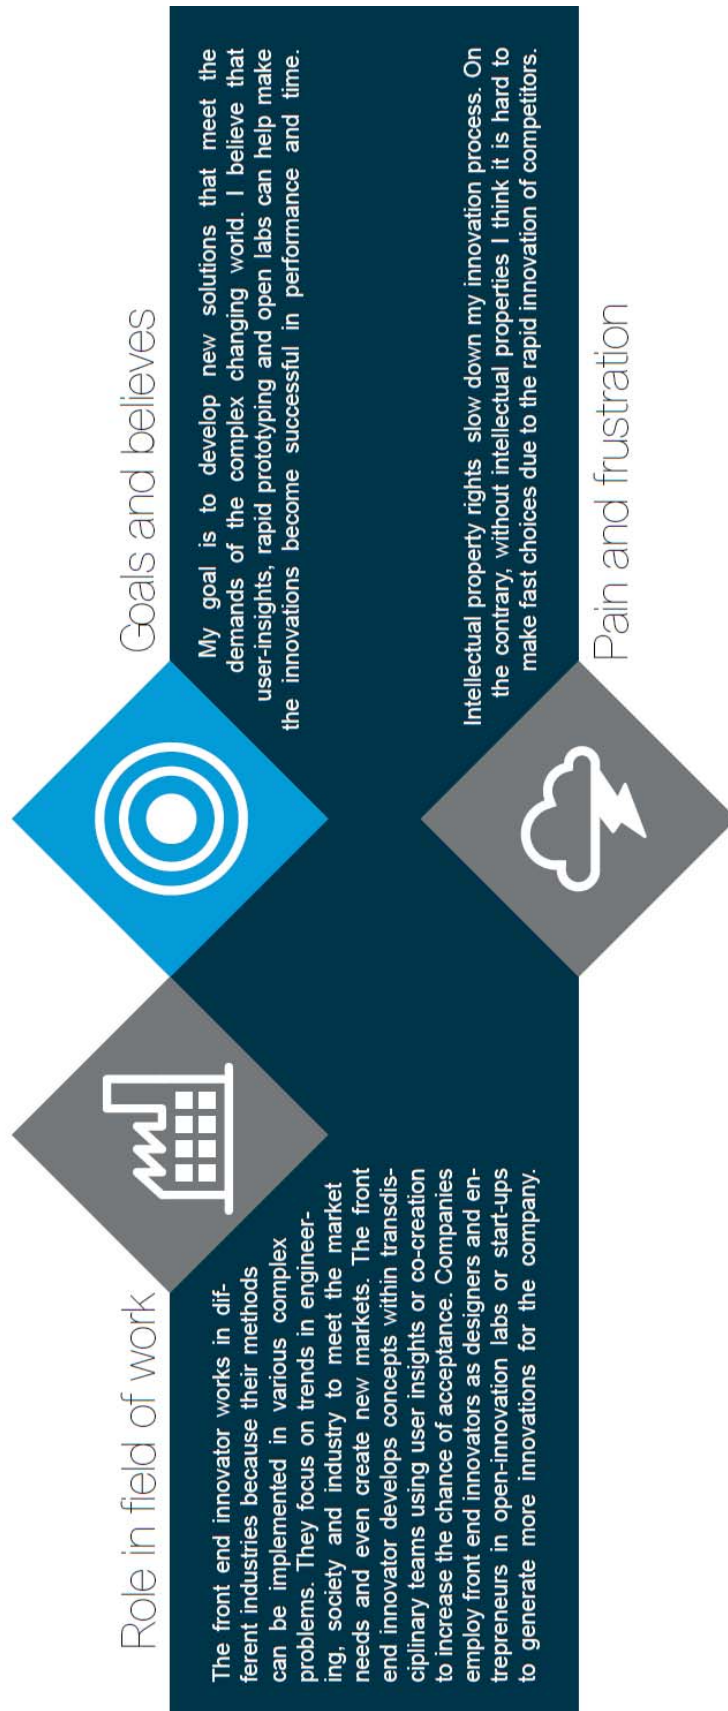 Role in field of work
The front end innovator works in dif-
ferent industries because their methods
can be implemented in various complex
problems. They focus on trends in engineer-
ing, society and industry to meet the market
needs and even create new markets. The front
end innovator develops concepts within transdis-
ciplinary teams using user insights or co-creation
to increase the chance of acceptance. Companies
employ front end innovators as designers and en-
trepreneurs in open-innovation labs or start-ups
to generate more innovations for the company.
Goals and believes
My goal is to develop new solutions that meet the
demands of the complex changing world. I believe that
user-insights, rapid prototyping and open labs can help make
the innovations become successful in performance and time.
Intellectual property rights slow down my innovation process. On
the contrary, without intellectual properties I think it is hard to
make fast choices due to the rapid innovation of competitors.
Pain and frustration